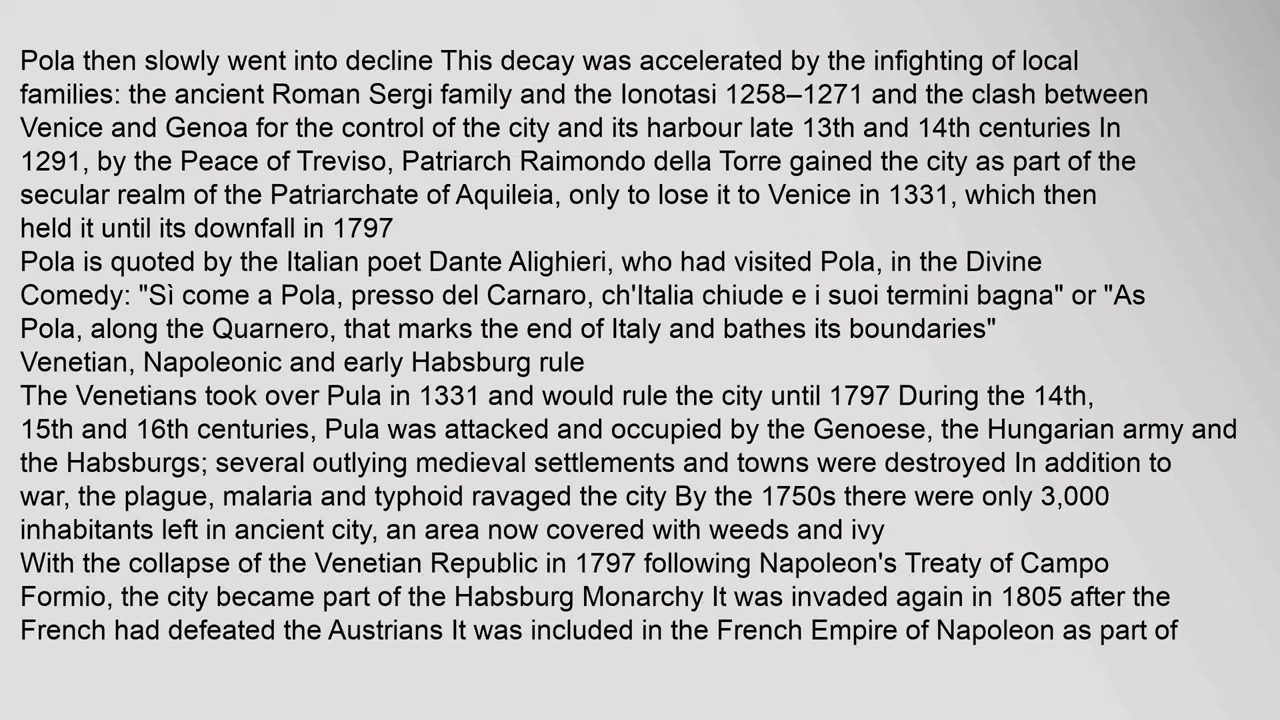 Pola then slowly went into decline This decay was accelerated by the infighting of local
families: the ancient Roman Sergi family and the Ionotasi 1258–1271 and the clash between
Venice and Genoa for the control of the city and its harbour late 13th and 14th centuries In
1291, by the Peace of Treviso, Patriarch Raimondo della Torre gained the city as part of the
secular realm of the Patriarchate of Aquileia, only to lose it to Venice in 1331, which then
held it until its downfall in 1797
Pola is quoted by the Italian poet Dante Alighieri, who had visited Pola, in the Divine
Comedy: "Sì come a Pola, presso del Carnaro, ch'Italia chiude e i suoi termini bagna" or "As
Pola, along the Quarnero, that marks the end of Italy and bathes its boundaries"
Venetian, Napoleonic and early Habsburg rule
The Venetians took over Pula in 1331 and would rule the city until 1797 During the 14th,
15th and 16th centuries, Pula was attacked and occupied by the Genoese, the Hungarian army and
the Habsburgs; several outlying medieval settlements and towns were destroyed In addition to
war, the plague, malaria and typhoid ravaged the city By the 1750s there were only 3,000
inhabitants left in ancient city, an area now covered with weeds and ivy
With the collapse of the Venetian Republic in 1797 following Napoleon's Treaty of Campo
Formio, the city became part of the Habsburg Monarchy It was invaded again in 1805 after the
French had defeated the Austrians It was included in the French Empire of Napoleon as part of